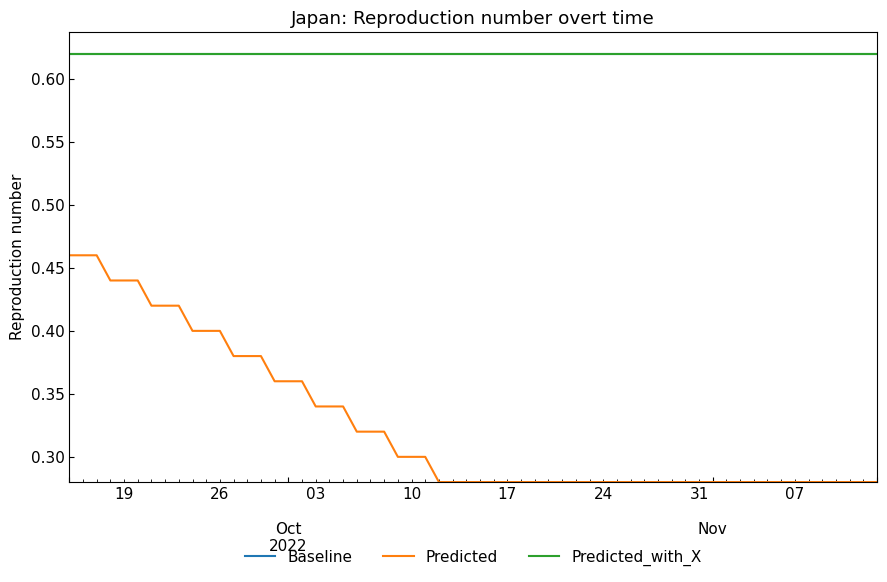 Japan: Reproduction number overt time
Reproduction number
0.60
0.55
0.50
0.45
0.40
0.35
0.30
19 26 03 10 17 24 31 07
Oct Nov
2022
Baseline Predicted Predicted_with_X